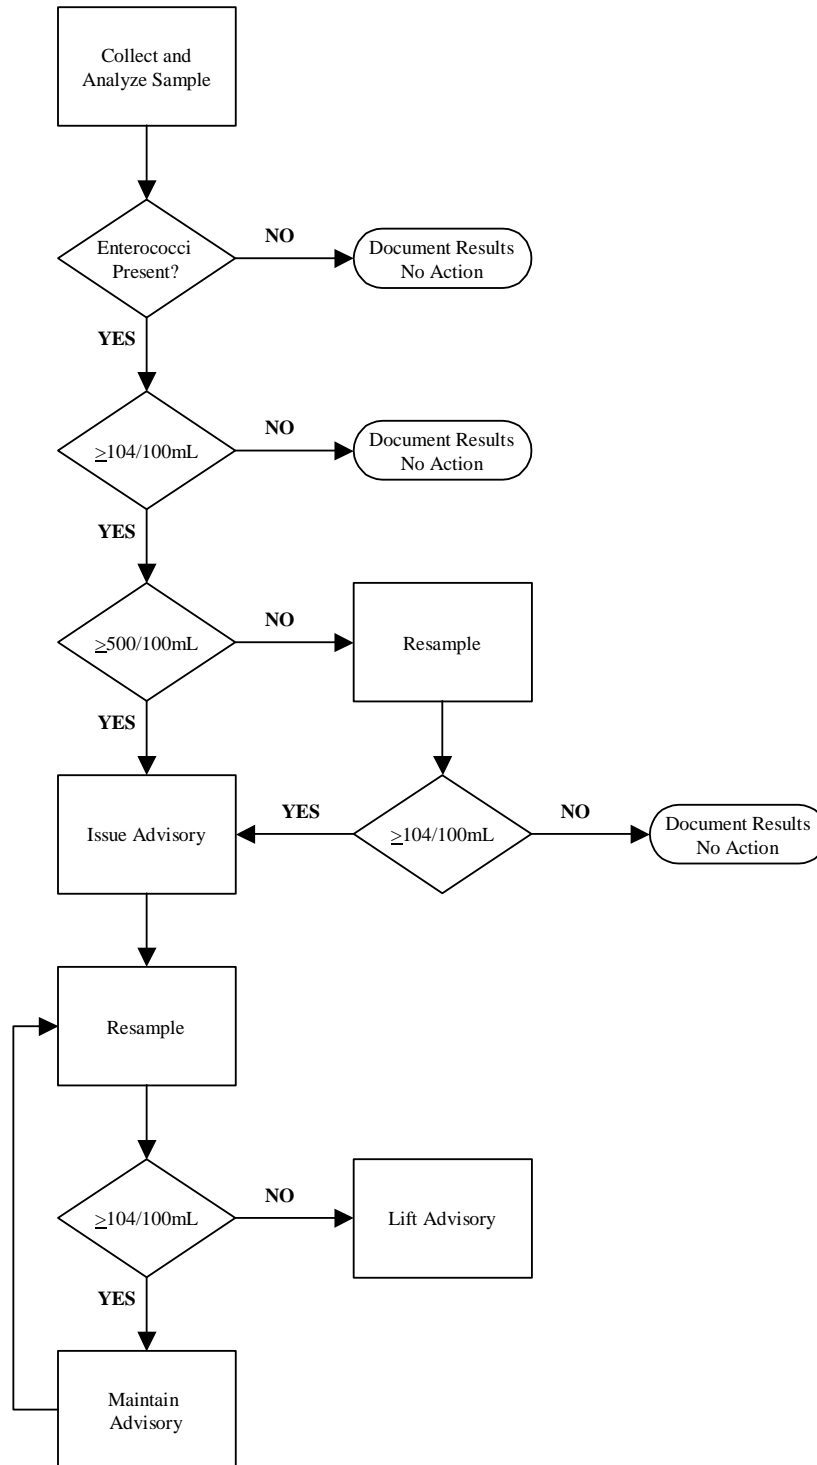 Collect and
Analyze Sample
Enterococci
Present?
NO
Document Results
No Action
YES
≥104/100mL
NO
Document Results
No Action
YES
≥500/100mL
NO
Resample
YES
Issue Advisory
YES
≥104/100mL
NO
Document Results
No Action
Resample
≥104/100mL
NO
Lift Advisory
YES
Maintain
Advisory